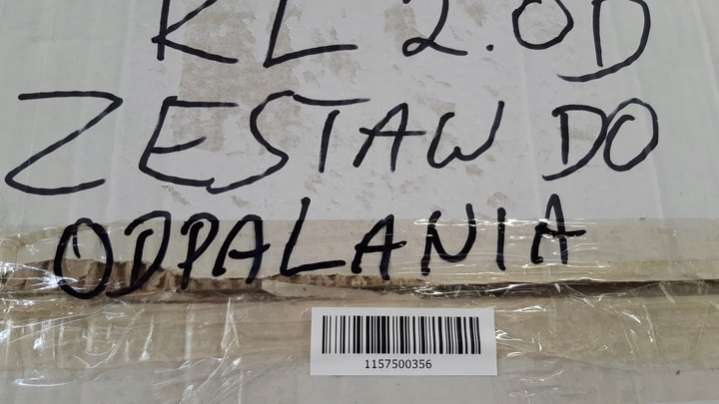 KL 2.0D
ZESTAW DO
ODPALANIA
1157500356